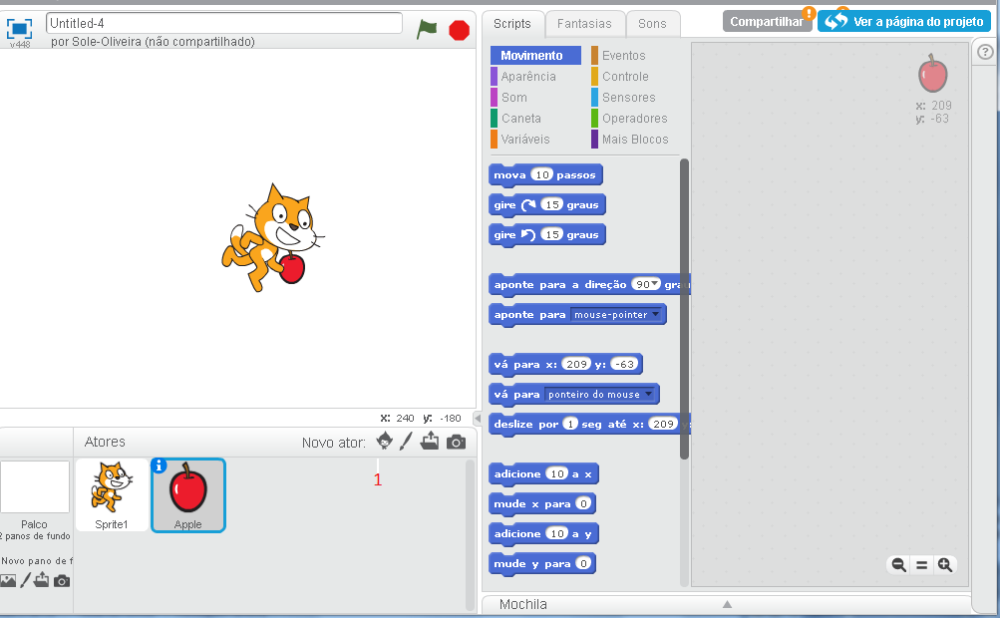 Untitled-4
v448
por Sole-Oliveira (não compartilhado)
Scripts
Fantasias
Sons
Compartilhar
!
Ver a página do projeto
?
Movimento
Aparência
Som
Caneta
Variáveis
Eventos
Controle
Sensores
Operadores
Mais Blocos
x: 209
y: -63
mova 10 passos
gire 15 graus
gire 15 graus
aponte para a direção 90 grau
aponte para mouse-pointer
vá para x: 209 y: -63
vá para ponteiro do mouse
deslize por 1 seg até x: 209 y:
adicione 10 a x
mude x para 0
adicione 10 a y
mude y para 0
X: 240 y: -180
Atores
Novo ator:
1
Sprite1
i
Apple
Palco
2 panos de fundo
Novo pano de f
Mochila